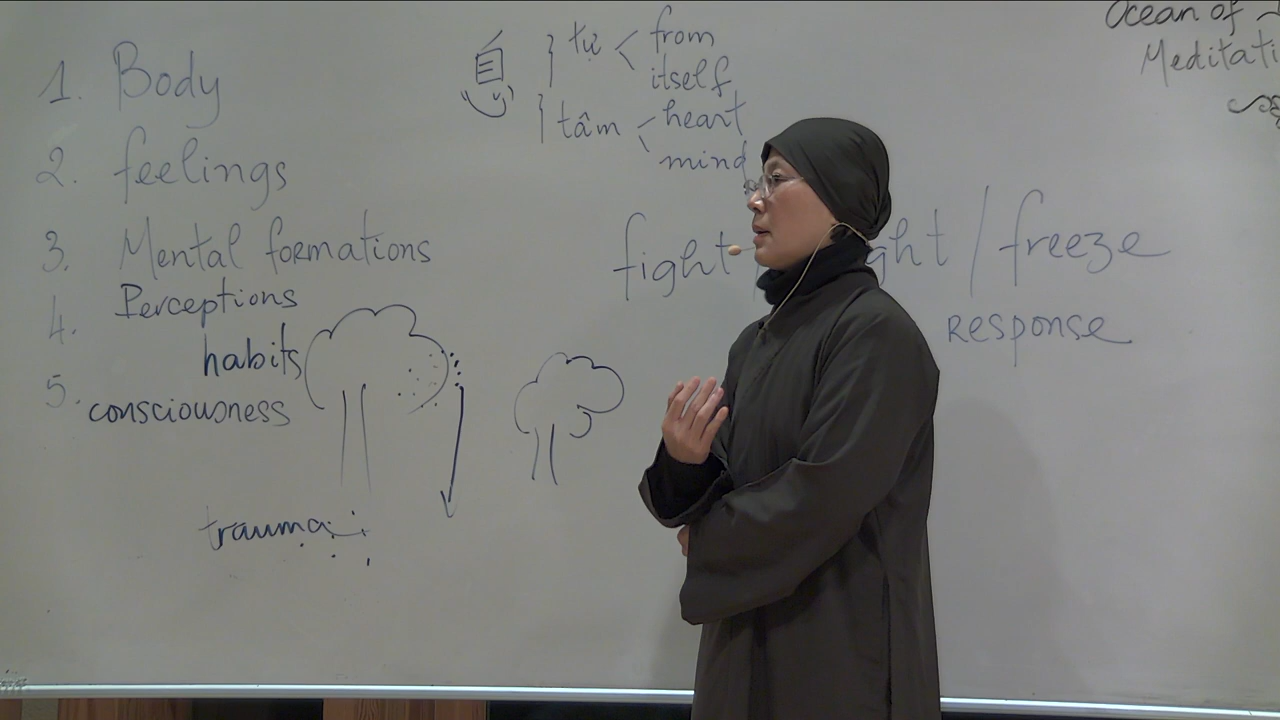 1. Body
2. feelings
3. Mental formations
4. Perceptions
habits
5. consciousness
trauma
自
心
tự
from
itself
tâm
heart
mind
fight / ght / freeze
RESPONSE
Ocean of
Meditati